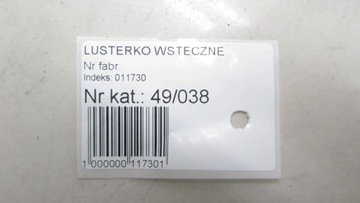 LUSTERKO WSTECZNE
Nr fabr
Indeks: 011730
Nr kat.: 49/038
1 000000 117301